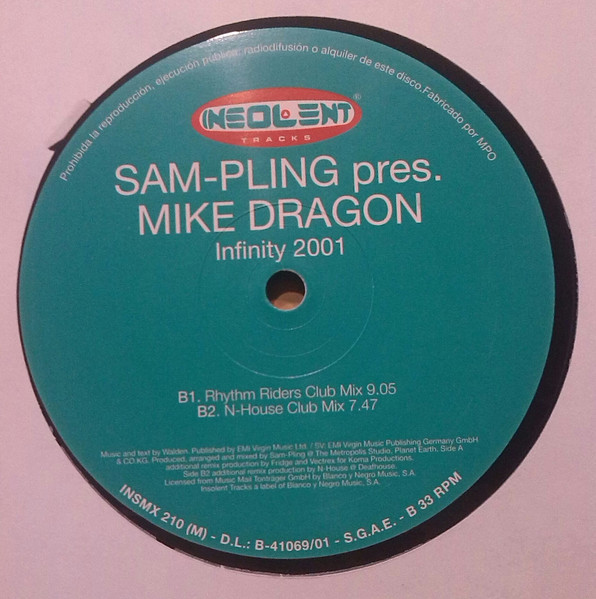 Prohibida la reproducción, ejecución pública, radiodifusión o alquiler de este disco. Fabricado por MPO
INSOLENT
©
TRACKS
SAM-PLING pres.
MIKE DRAGON
Infinity 2001
B1. Rhythm Riders Club Mix 9.05
B2. N-House Club Mix 7.47
Music and text by Walden. Published by EMI Virgin Music Ltd. / SV: EMI Virgin Music Publishing Germany GmbH
& CO.KG. Produced, arranged and mixed by Sam-Pling @ The Metropolis Studio, Planet Earth. Side A
additional remix production by Fridge and Vectrex for Korna Productions.
Side B2 additional remix production by N-House @ Deafhouse.
Licensed from Music Mail Tonträger GmbH by Blanco y Negro Music, S.A.
Insolent Tracks a label of Blanco y Negro Music, S.A.
INSMX 210 (M) - D.L.: B-41069/01 - S.G.A.E. - B 33 RPM